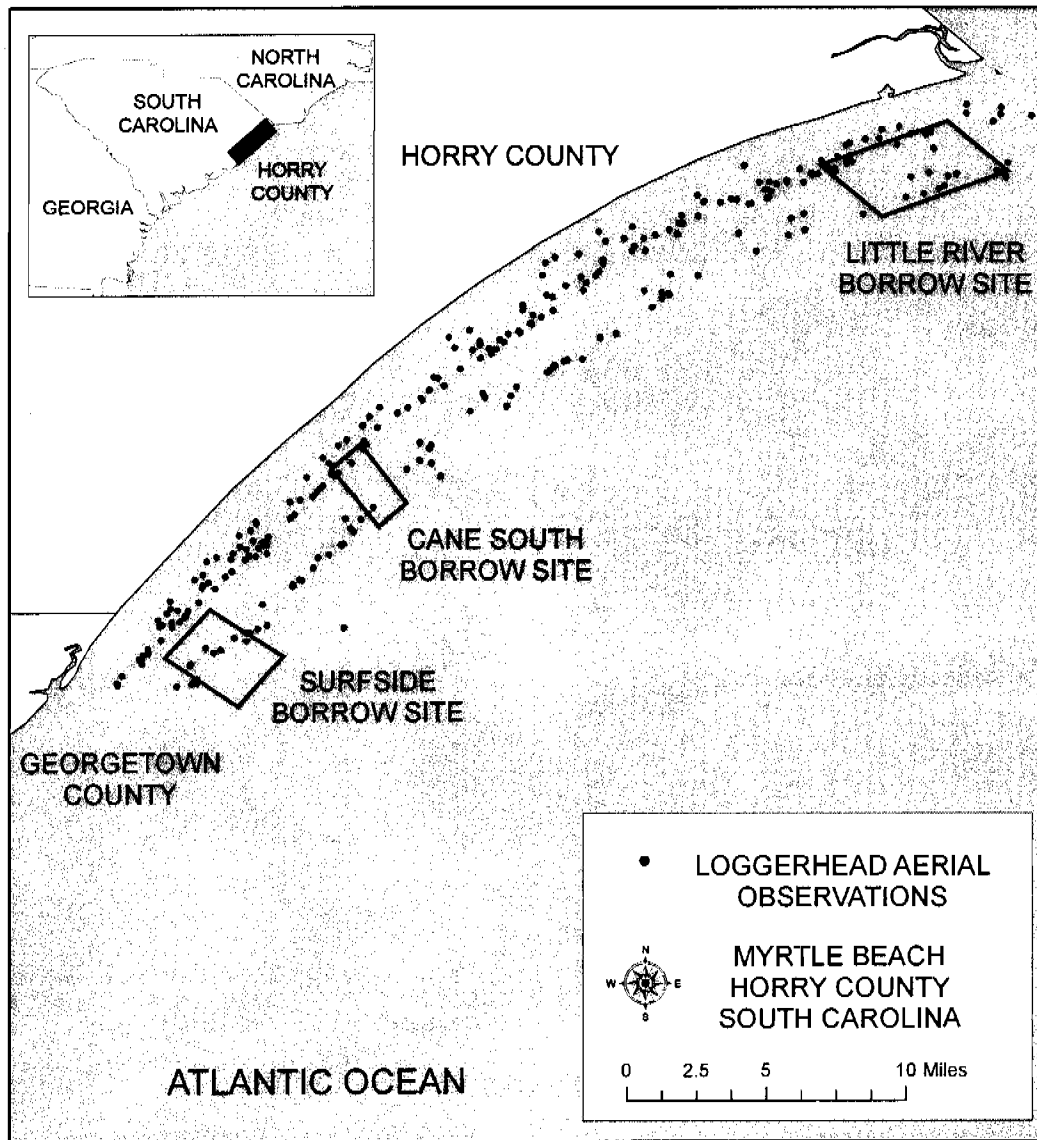 NORTH
CAROLINA
SOUTH
CAROLINA
HORRY
COUNTY
GEORGIA
HORRY COUNTY
LITTLE RIVER
BORROW SITE
CANE SOUTH
BORROW SITE
SURFSIDE
BORROW SITE
GEORGETOWN
COUNTY
LOGGERHEAD AERIAL
OBSERVATIONS
N
W E
S
MYRTLE BEACH
HORRY COUNTY
SOUTH CAROLINA
0 2.5 5 10 Miles
ATLANTIC OCEAN